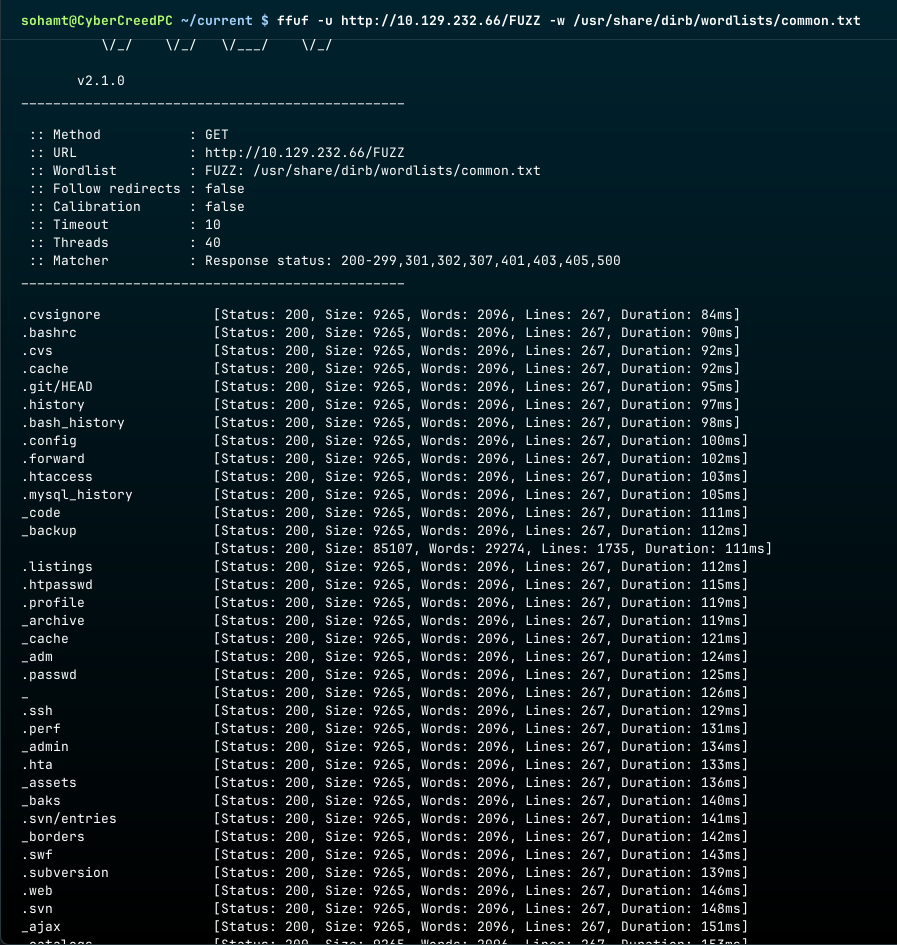 sohamt@CyberCreedPC ~/current $ ffuf -u http://10.129.232.66/FUZZ -w /usr/share/dirb/wordlists/common.txt
\/_/    \/_/   \/___/    \/_/
v2.1.0
________________________________________________
:: Method           : GET
:: URL              : http://10.129.232.66/FUZZ
:: Wordlist         : FUZZ: /usr/share/dirb/wordlists/common.txt
:: Follow redirects : false
:: Calibration      : false
:: Timeout          : 10
:: Threads          : 40
:: Matcher          : Response status: 200-299,301,302,307,401,403,405,500
________________________________________________
.cvsignore              [Status: 200, Size: 9265, Words: 2096, Lines: 267, Duration: 84ms]
.bashrc                 [Status: 200, Size: 9265, Words: 2096, Lines: 267, Duration: 90ms]
.cvs                    [Status: 200, Size: 9265, Words: 2096, Lines: 267, Duration: 92ms]
.cache                  [Status: 200, Size: 9265, Words: 2096, Lines: 267, Duration: 92ms]
.git/HEAD               [Status: 200, Size: 9265, Words: 2096, Lines: 267, Duration: 95ms]
.history                [Status: 200, Size: 9265, Words: 2096, Lines: 267, Duration: 97ms]
.bash_history           [Status: 200, Size: 9265, Words: 2096, Lines: 267, Duration: 98ms]
.config                 [Status: 200, Size: 9265, Words: 2096, Lines: 267, Duration: 100ms]
.forward                [Status: 200, Size: 9265, Words: 2096, Lines: 267, Duration: 102ms]
.htaccess               [Status: 200, Size: 9265, Words: 2096, Lines: 267, Duration: 103ms]
.mysql_history          [Status: 200, Size: 9265, Words: 2096, Lines: 267, Duration: 105ms]
_code                   [Status: 200, Size: 9265, Words: 2096, Lines: 267, Duration: 111ms]
_backup                 [Status: 200, Size: 9265, Words: 2096, Lines: 267, Duration: 112ms]
[Status: 200, Size: 85107, Words: 29274, Lines: 1735, Duration: 111ms]
.listings               [Status: 200, Size: 9265, Words: 2096, Lines: 267, Duration: 112ms]
.htpasswd               [Status: 200, Size: 9265, Words: 2096, Lines: 267, Duration: 115ms]
.profile                [Status: 200, Size: 9265, Words: 2096, Lines: 267, Duration: 119ms]
_archive                [Status: 200, Size: 9265, Words: 2096, Lines: 267, Duration: 119ms]
_cache                  [Status: 200, Size: 9265, Words: 2096, Lines: 267, Duration: 121ms]
_adm                    [Status: 200, Size: 9265, Words: 2096, Lines: 267, Duration: 124ms]
.passwd                 [Status: 200, Size: 9265, Words: 2096, Lines: 267, Duration: 125ms]
_                       [Status: 200, Size: 9265, Words: 2096, Lines: 267, Duration: 126ms]
.ssh                    [Status: 200, Size: 9265, Words: 2096, Lines: 267, Duration: 129ms]
.perf                   [Status: 200, Size: 9265, Words: 2096, Lines: 267, Duration: 131ms]
_admin                  [Status: 200, Size: 9265, Words: 2096, Lines: 267, Duration: 134ms]
.hta                    [Status: 200, Size: 9265, Words: 2096, Lines: 267, Duration: 133ms]
_assets                 [Status: 200, Size: 9265, Words: 2096, Lines: 267, Duration: 136ms]
_baks                   [Status: 200, Size: 9265, Words: 2096, Lines: 267, Duration: 140ms]
.svn/entries            [Status: 200, Size: 9265, Words: 2096, Lines: 267, Duration: 141ms]
_borders                [Status: 200, Size: 9265, Words: 2096, Lines: 267, Duration: 142ms]
.swf                    [Status: 200, Size: 9265, Words: 2096, Lines: 267, Duration: 143ms]
.subversion             [Status: 200, Size: 9265, Words: 2096, Lines: 267, Duration: 139ms]
.web                    [Status: 200, Size: 9265, Words: 2096, Lines: 267, Duration: 146ms]
.svn                    [Status: 200, Size: 9265, Words: 2096, Lines: 267, Duration: 148ms]
_ajax                   [Status: 200, Size: 9265, Words: 2096, Lines: 267, Duration: 151ms]
_catalogs               [Status: 200, Size: 9265, Words: 2096, Lines: 267, Duration: 153ms]